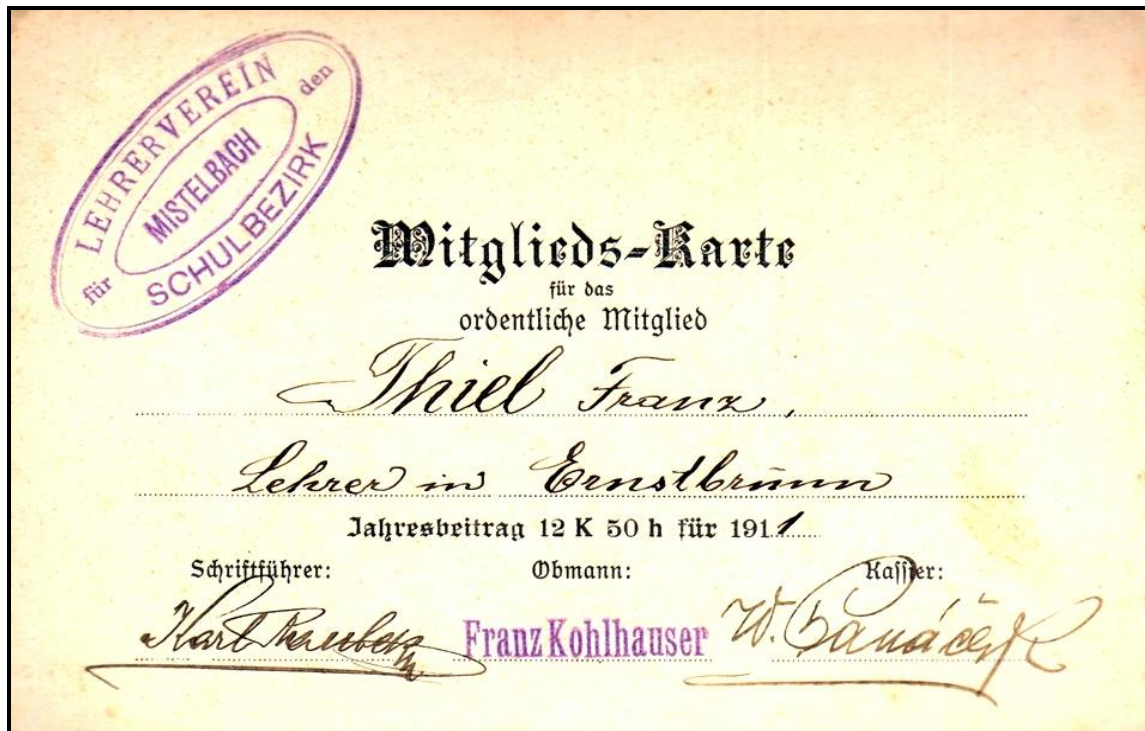 LEHRERVEREIN
für den
MISTELBACH
SCHULBEZIRK
Mitglieds-Karte
für das
ordentliche Mitglied
Thiel Franz,
Lehrer in Ernstbrunn
Jahresbeitrag 12 K 50 h für 1911
Schriftführer: Obmann: Kassier:
Karl Franz Kohlhauser W.